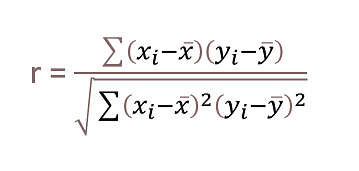 r = ∑(xᵢ−x̄)(yᵢ−ȳ) / √∑(xᵢ−x̄)²(yᵢ−ȳ)²